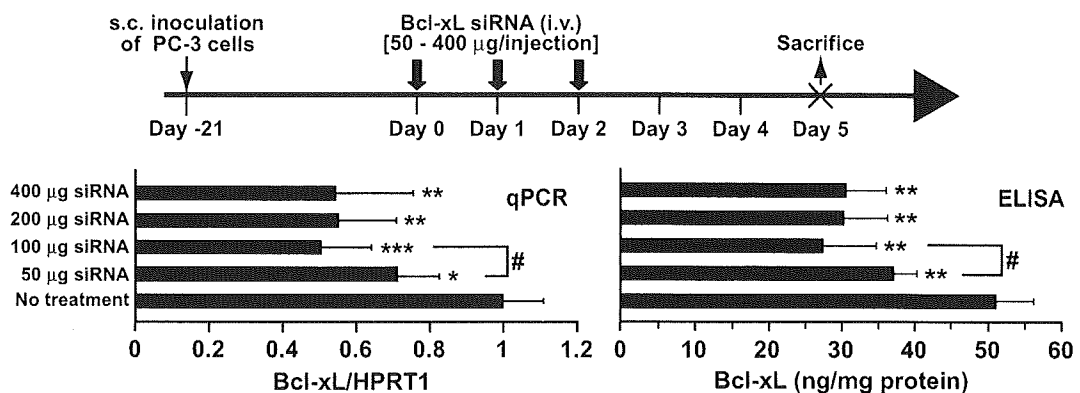 s.c. inoculation
of PC-3 cells
Bcl-xL siRNA (i.v.)
[50 - 400 µg/injection]
Sacrifice
Day -21
Day 0
Day 1
Day 2
Day 3
Day 4
Day 5
400 µg siRNA
200 µg siRNA
100 µg siRNA
50 µg siRNA
No treatment
**
**
***
*
#
qPCR
0 0.2 0.4 0.6 0.8 1 1.2
Bcl-xL/HPRT1
**
**
**
**
#
ELISA
0 10 20 30 40 50 60
Bcl-xL (ng/mg protein)